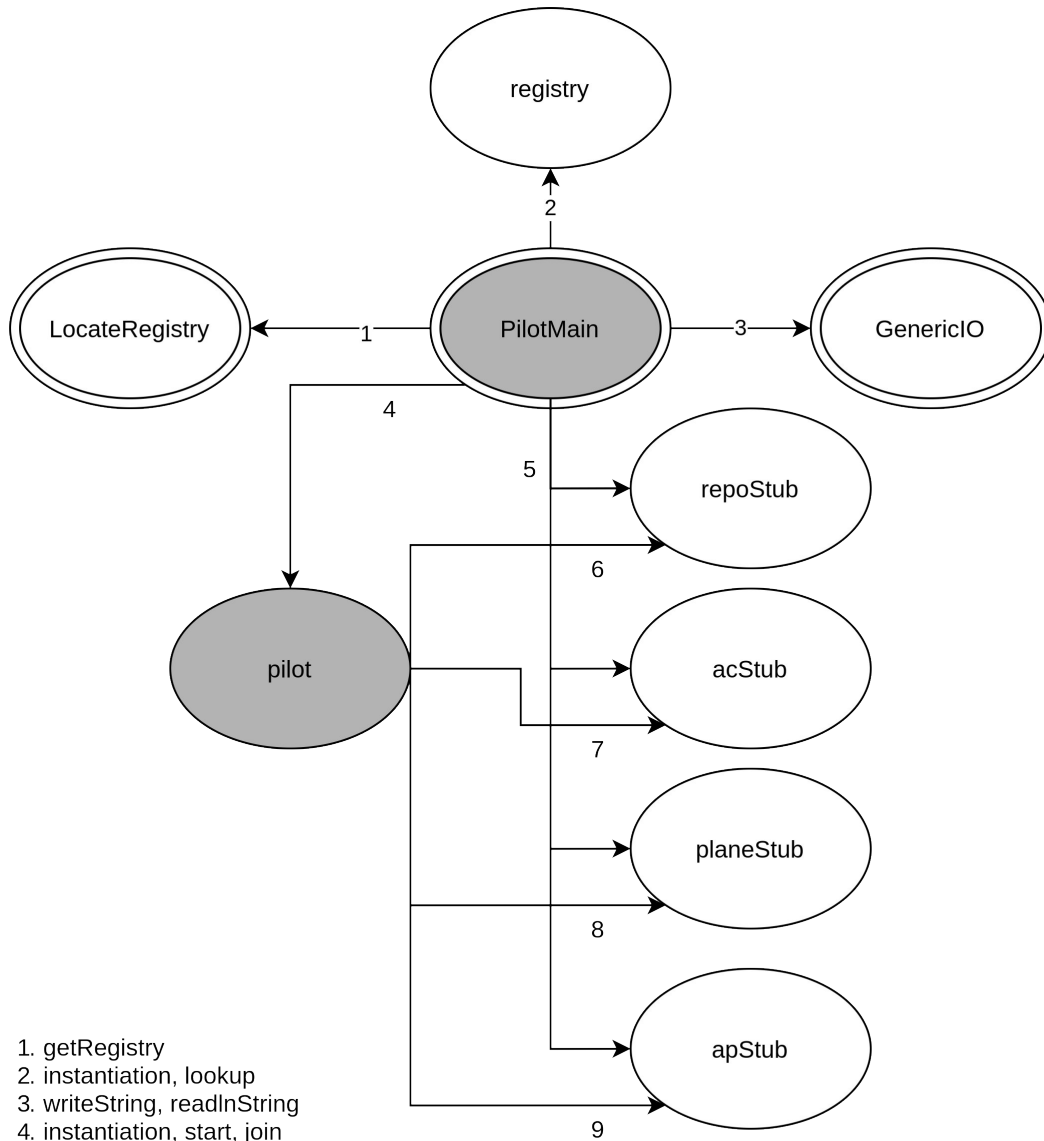 registry
2
LocateRegistry
1
PilotMain
3
GenericIO
4
5
repoStub
6
pilot
acStub
7
planeStub
8
apStub
9
1. getRegistry
2. instantiation, lookup
3. writeString, readlnString
4. instantiation, start, join